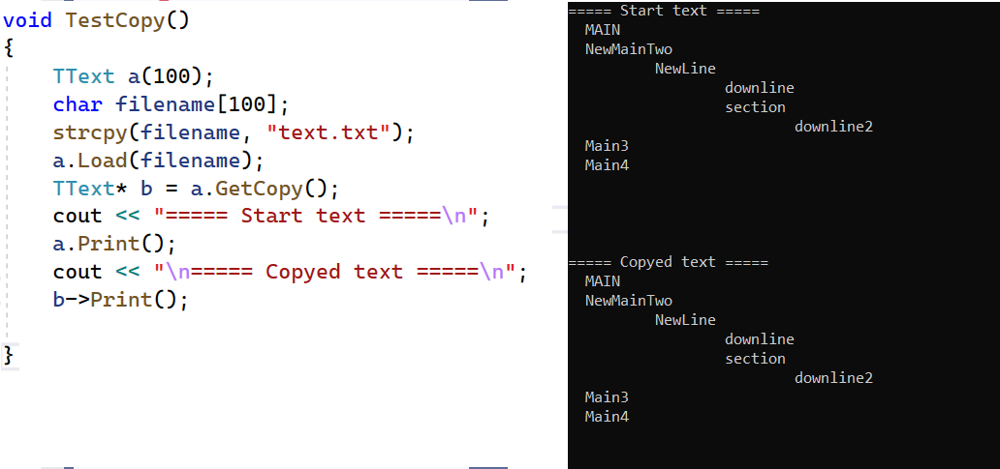 void TestCopy()
{
    TText a(100);
    char filename[100];
    strcpy(filename, "text.txt");
    a.Load(filename);
    TText* b = a.GetCopy();
    cout << "===== Start text =====\n";
    a.Print();
    cout << "\n===== Copyed text =====\n";
    b->Print();
}
===== Start text =====
  MAIN
  NewMainTwo
          NewLine
                  downline
                  section
                          downline2
  Main3
  Main4
===== Copyed text =====
  MAIN
  NewMainTwo
          NewLine
                  downline
                  section
                          downline2
  Main3
  Main4